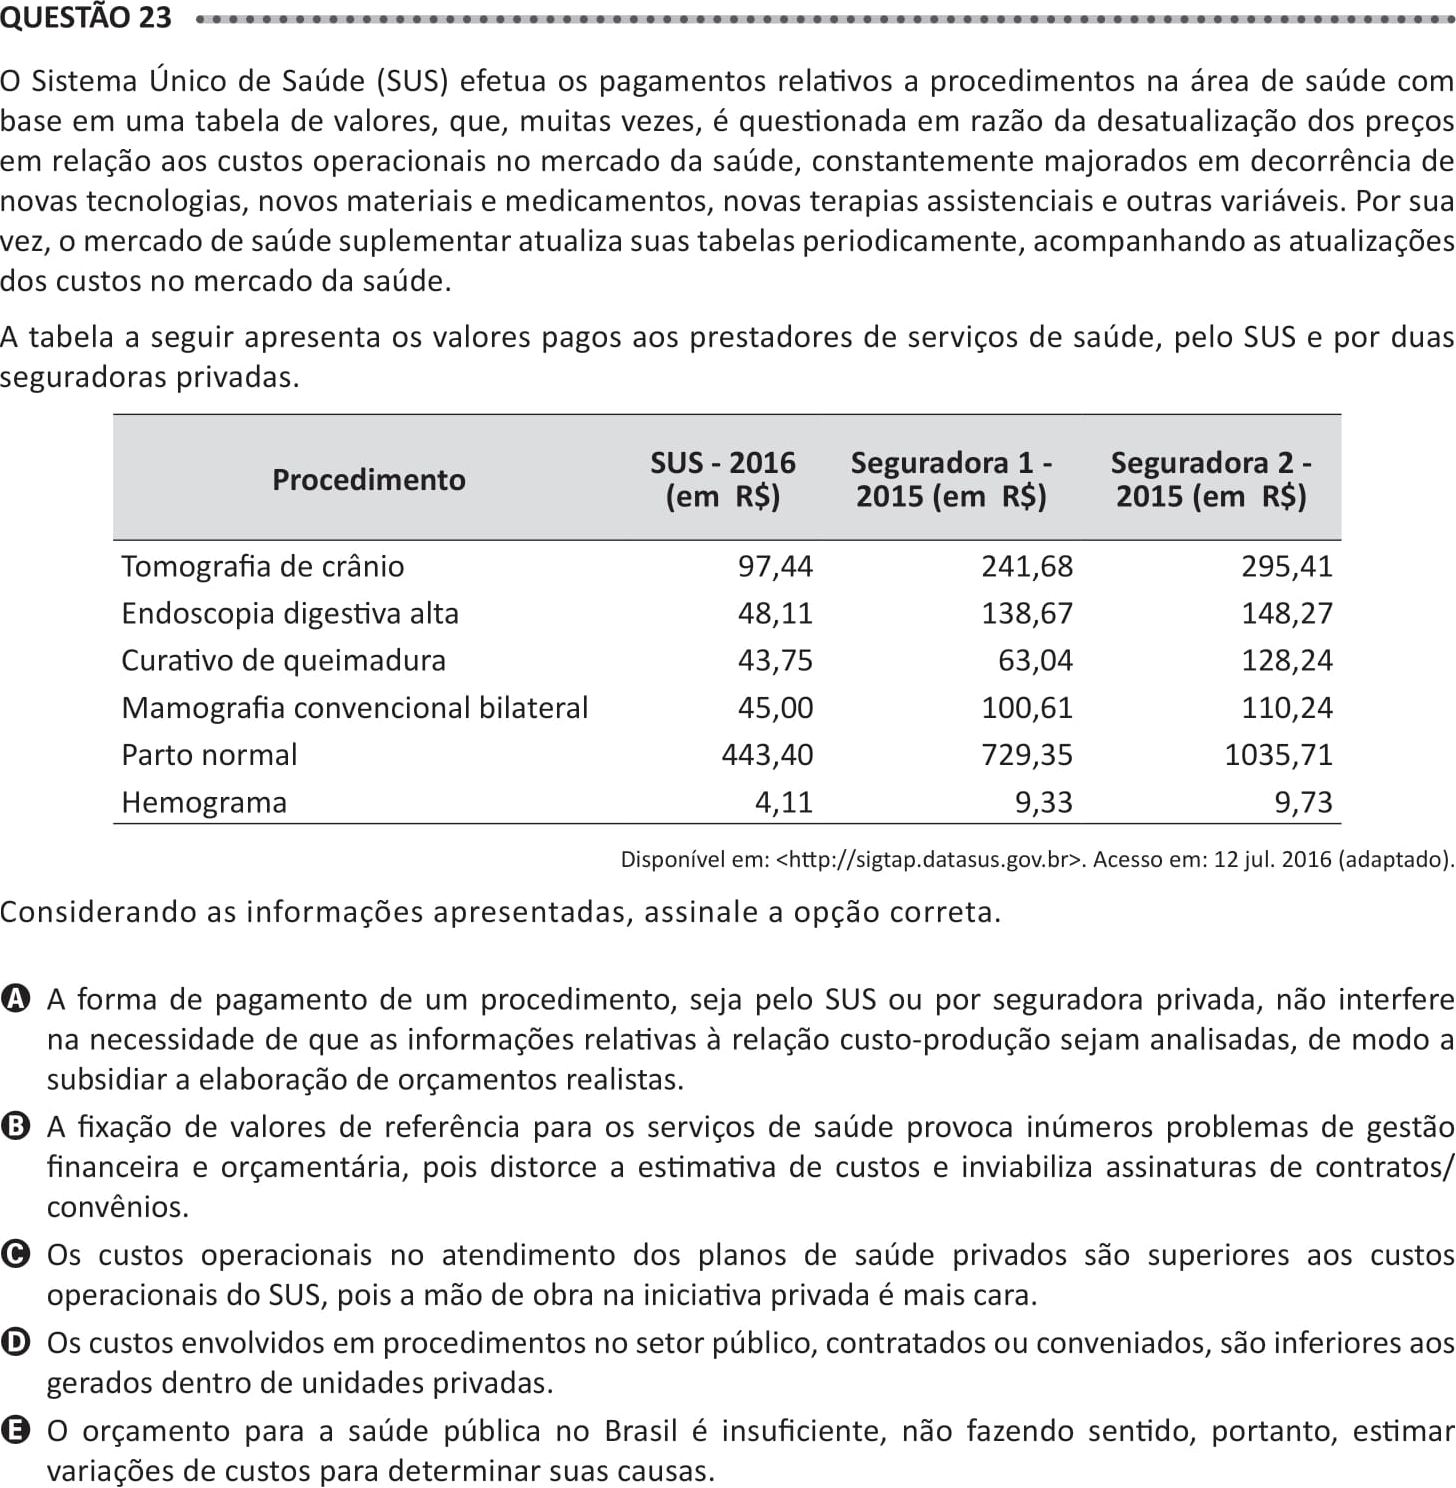 QUESTÃO 23
O Sistema Único de Saúde (SUS) efetua os pagamentos relativos a procedimentos na área de saúde com
base em uma tabela de valores, que, muitas vezes, é questionada em razão da desatualização dos preços
em relação aos custos operacionais no mercado da saúde, constantemente majorados em decorrência de
novas tecnologias, novos materiais e medicamentos, novas terapias assistenciais e outras variáveis. Por sua
vez, o mercado de saúde suplementar atualiza suas tabelas periodicamente, acompanhando as atualizações
dos custos no mercado da saúde.
A tabela a seguir apresenta os valores pagos aos prestadores de serviços de saúde, pelo SUS e por duas
seguradoras privadas.
Procedimento SUS - 2016 (em R$) Seguradora 1 - 2015 (em R$) Seguradora 2 - 2015 (em R$)
Tomografia de crânio 97,44 241,68 295,41
Endoscopia digestiva alta 48,11 138,67 148,27
Curativo de queimadura 43,75 63,04 128,24
Mamografia convencional bilateral 45,00 100,61 110,24
Parto normal 443,40 729,35 1035,71
Hemograma 4,11 9,33 9,73
Disponível em: <http://sigtap.datasus.gov.br>. Acesso em: 12 jul. 2016 (adaptado).
Considerando as informações apresentadas, assinale a opção correta.
A A forma de pagamento de um procedimento, seja pelo SUS ou por seguradora privada, não interfere
na necessidade de que as informações relativas à relação custo-produção sejam analisadas, de modo a
subsidiar a elaboração de orçamentos realistas.
B A fixação de valores de referência para os serviços de saúde provoca inúmeros problemas de gestão
financeira e orçamentária, pois distorce a estimativa de custos e inviabiliza assinaturas de contratos/
convênios.
C Os custos operacionais no atendimento dos planos de saúde privados são superiores aos custos
operacionais do SUS, pois a mão de obra na iniciativa privada é mais cara.
D Os custos envolvidos em procedimentos no setor público, contratados ou conveniados, são inferiores aos
gerados dentro de unidades privadas.
E O orçamento para a saúde pública no Brasil é insuficiente, não fazendo sentido, portanto, estimar
variações de custos para determinar suas causas.